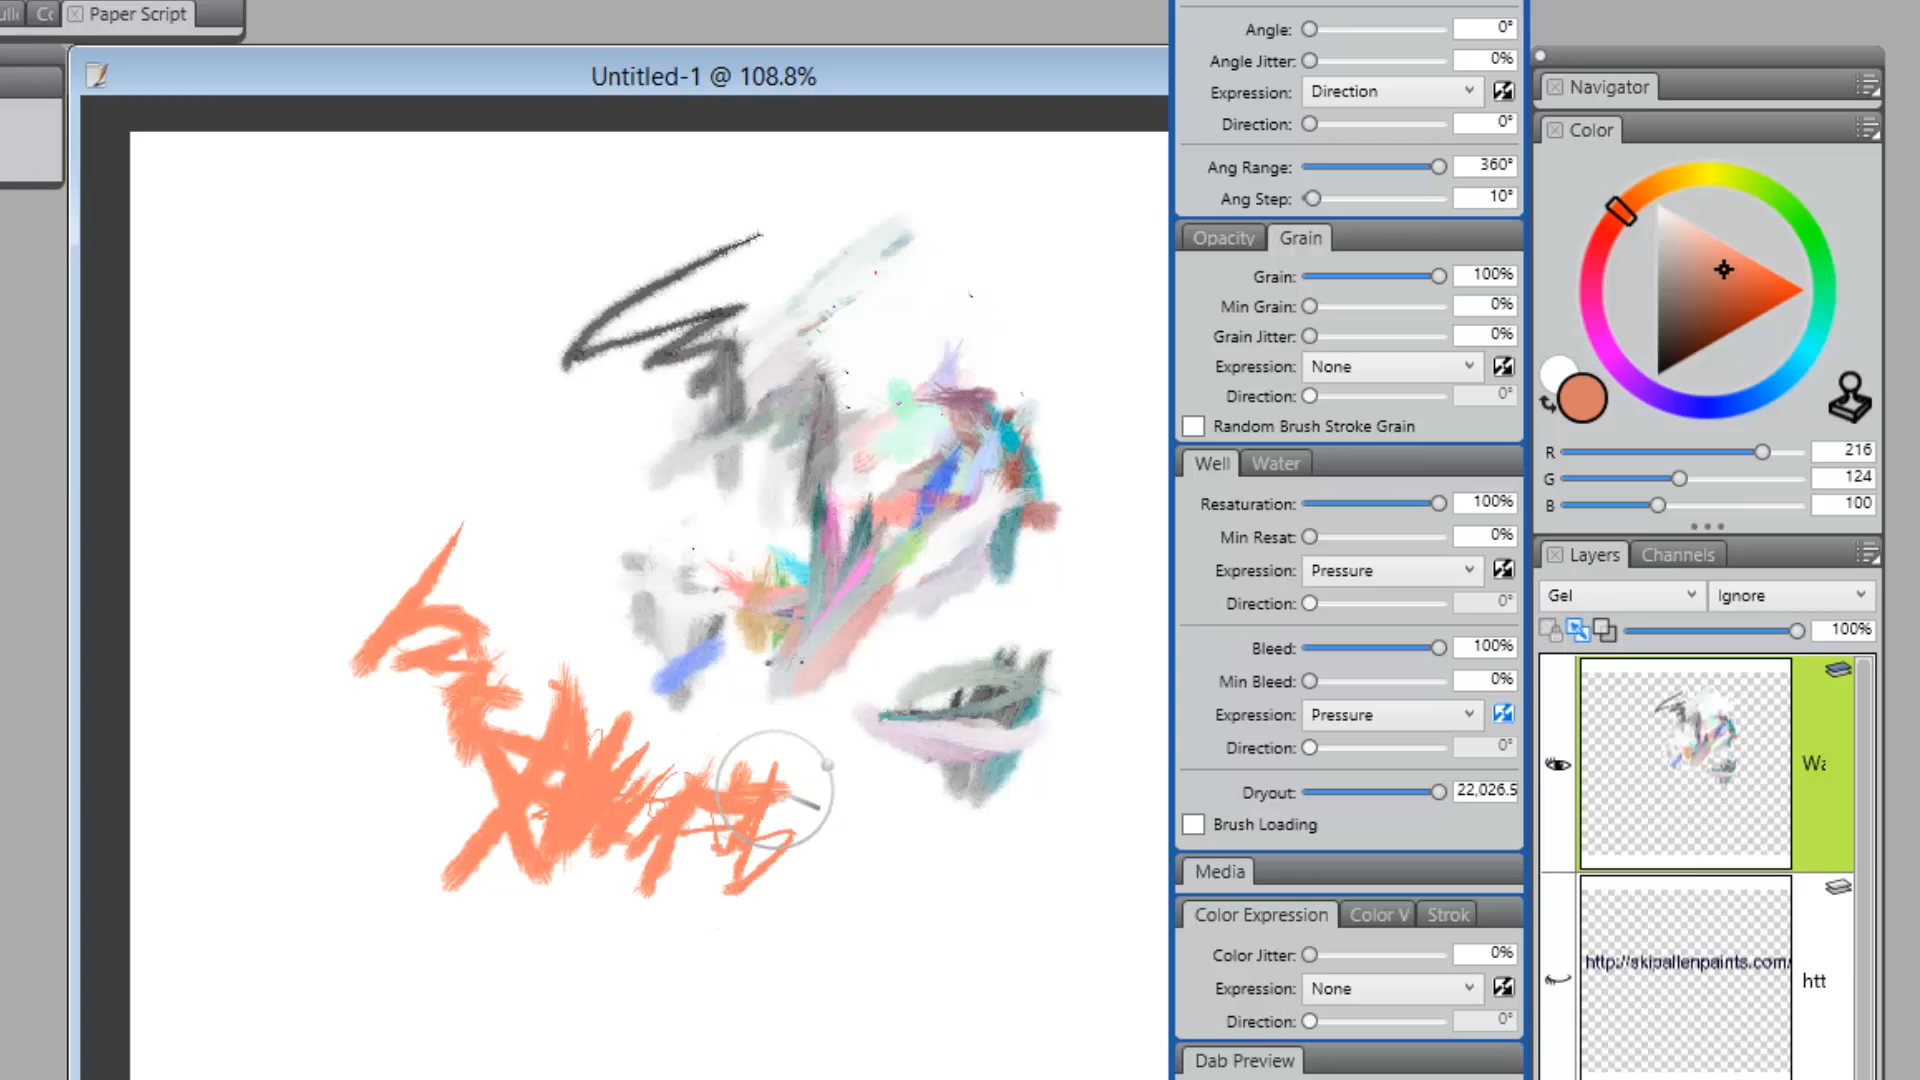 Paper Script
Untitled-1 @ 108.8%
Angle: 0°
Angle Jitter: 0%
Expression: Direction
Direction: 0°
Ang Range: 360°
Ang Step: 10°
Opacity Grain
Grain: 100%
Min Grain: 0%
Grain Jitter: 0%
Expression: None
Direction: 0°
Random Brush Stroke Grain
Well Water
Resaturation: 100%
Min Resat: 0%
Expression: Pressure
Direction: 0°
Bleed: 100%
Min Bleed: 0%
Expression: Pressure
Direction: 0°
Dryout: 22,026.5
Brush Loading
Media
Color Expression Color V Strok
Color Jitter: 0%
Expression: None
Direction: 0°
Dab Preview
Navigator
Color
R 216
G 124
B 100
Layers Channels
Gel Ignore
100%
Wa
http://skipallenpaints.com/
htt